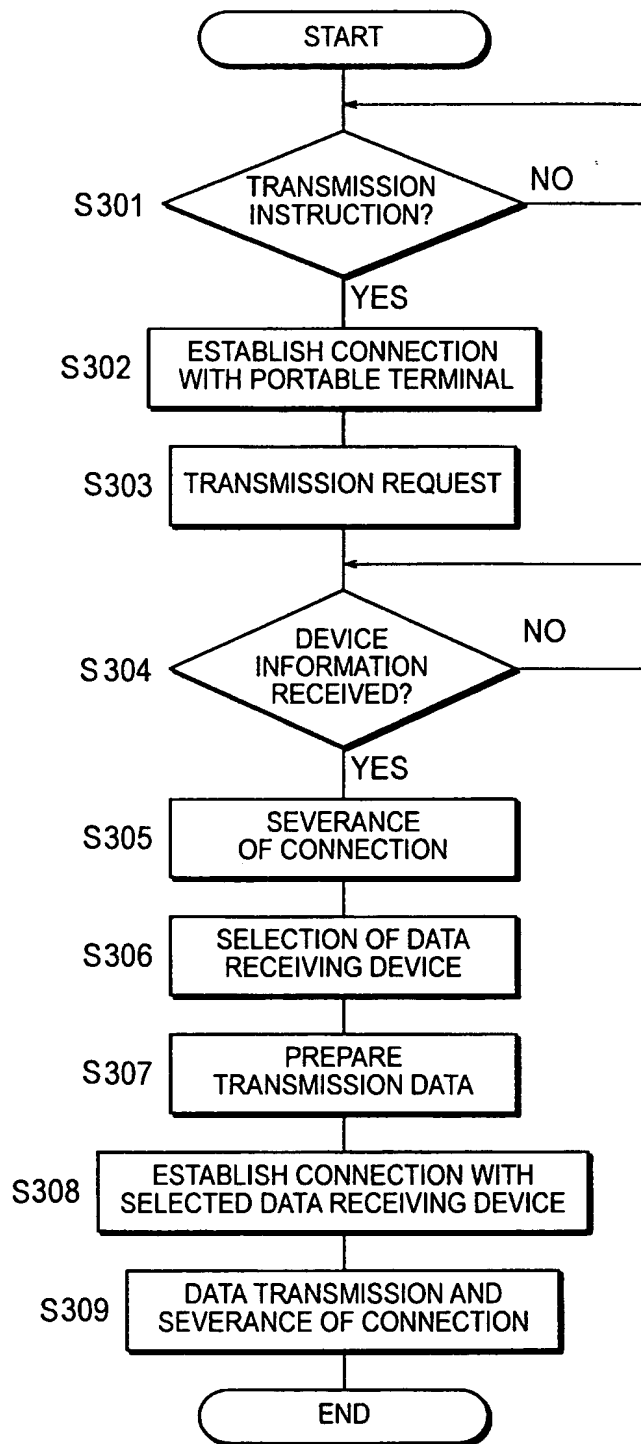 START
S301
TRANSMISSION
INSTRUCTION?
NO
YES
S302
ESTABLISH CONNECTION
WITH PORTABLE TERMINAL
S303
TRANSMISSION REQUEST
S304
DEVICE
INFORMATION
RECEIVED?
NO
YES
S305
SEVERANCE
OF CONNECTION
S306
SELECTION OF DATA
RECEIVING DEVICE
S307
PREPARE
TRANSMISSION DATA
S308
ESTABLISH CONNECTION WITH
SELECTED DATA RECEIVING DEVICE
S309
DATA TRANSMISSION AND
SEVERANCE OF CONNECTION
END